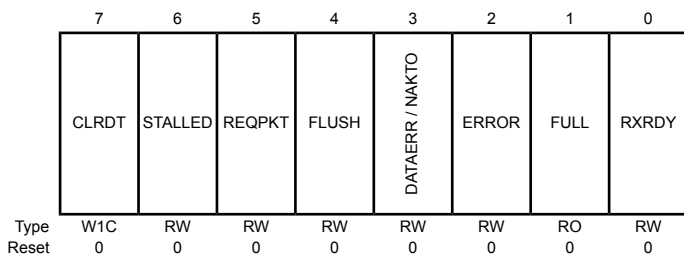 7 6 5 4 3 2 1 0
CLRDT STALLED REQPKT FLUSH DATAERR / NAKTO ERROR FULL RXRDY
Type W1C RW RW RW RW RW RO RW
Reset 0 0 0 0 0 0 0 0